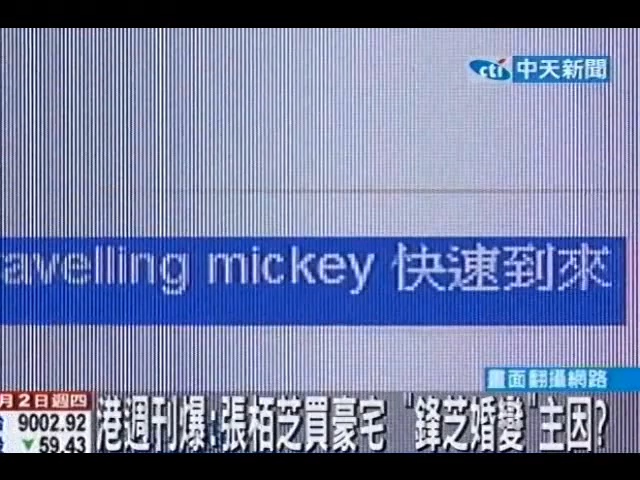 cti 中天新聞
avelling mickey 快速到來
畫面翻攝網路
月2日週四
9002.92
▼59.43
港週刊爆:張栢芝買豪宅 "鋒芝婚變"主因?